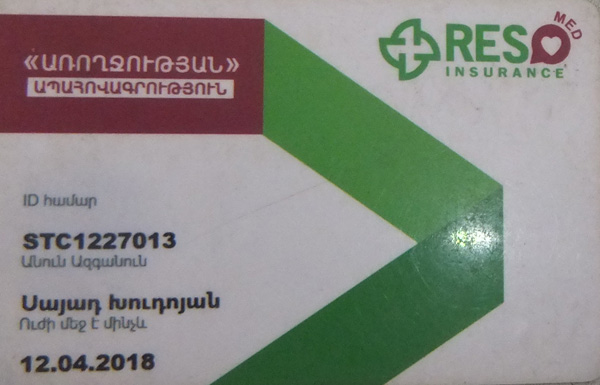 «ԱՌՈՂՋՈՒԹՅԱՆ»
ԱՊԱՀՈՎԱԳՐՈՒԹՅՈՒՆ
RESO MED
INSURANCE
ID համար
STC1227013
Անուն Ազգանուն
Սայադ Խուդոյան
Ուժի մեջ է մինչև
12.04.2018